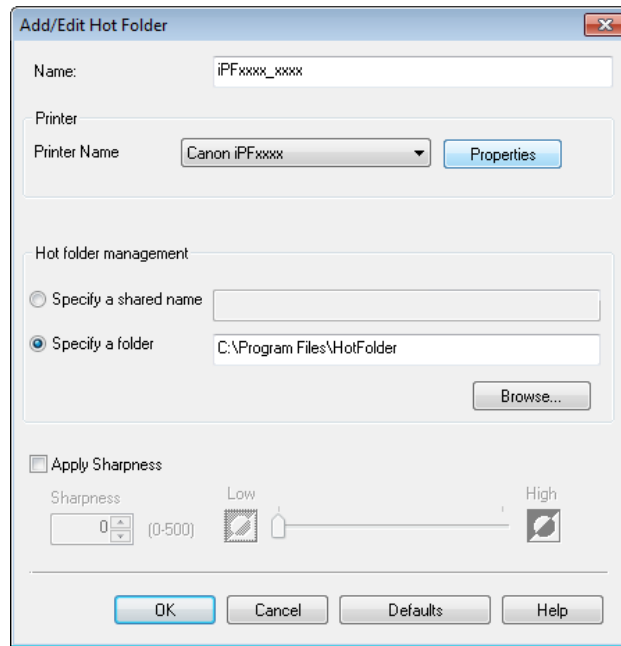 Add/Edit Hot Folder
Name: iPFxxxx_xxxx
Printer
Printer Name Canon iPFxxxx Properties
Hot folder management
Specify a shared name
Specify a folder C:\Program Files\HotFolder
Browse...
Apply Sharpness
Sharpness Low High
0 (0-500)
OK Cancel Defaults Help